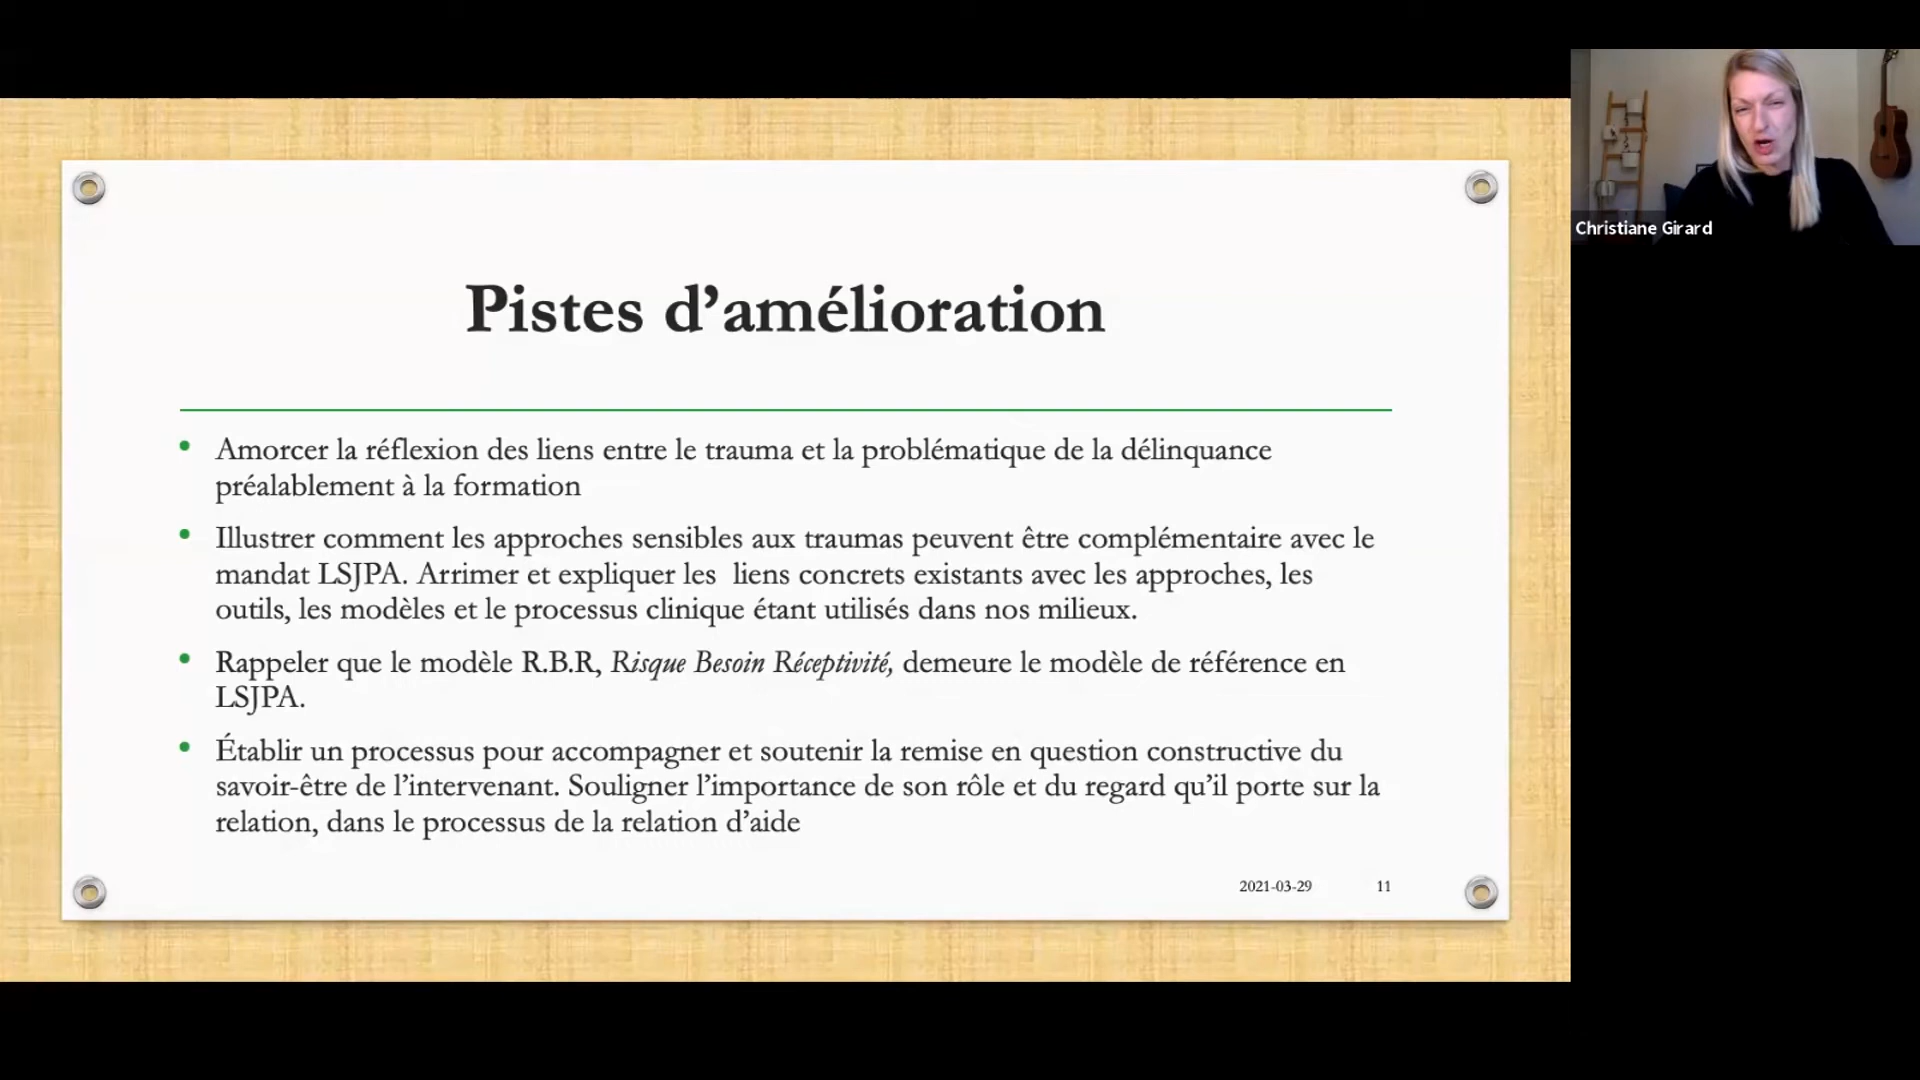 Pistes d’amélioration
• Amorcer la réflexion des liens entre le trauma et la problématique de la délinquance
préalablement à la formation
• Illustrer comment les approches sensibles aux traumas peuvent être complémentaire avec le
mandat LSJPA. Arrimer et expliquer les  liens concrets existants avec les approches, les
outils, les modèles et le processus clinique étant utilisés dans nos milieux.
• Rappeler que le modèle R.B.R, Risque Besoin Réceptivité, demeure le modèle de référence en
LSJPA.
• Établir un processus pour accompagner et soutenir la remise en question constructive du
savoir-être de l’intervenant. Souligner l’importance de son rôle et du regard qu’il porte sur la
relation, dans le processus de la relation d’aide
2021-03-29 11
Christiane Girard